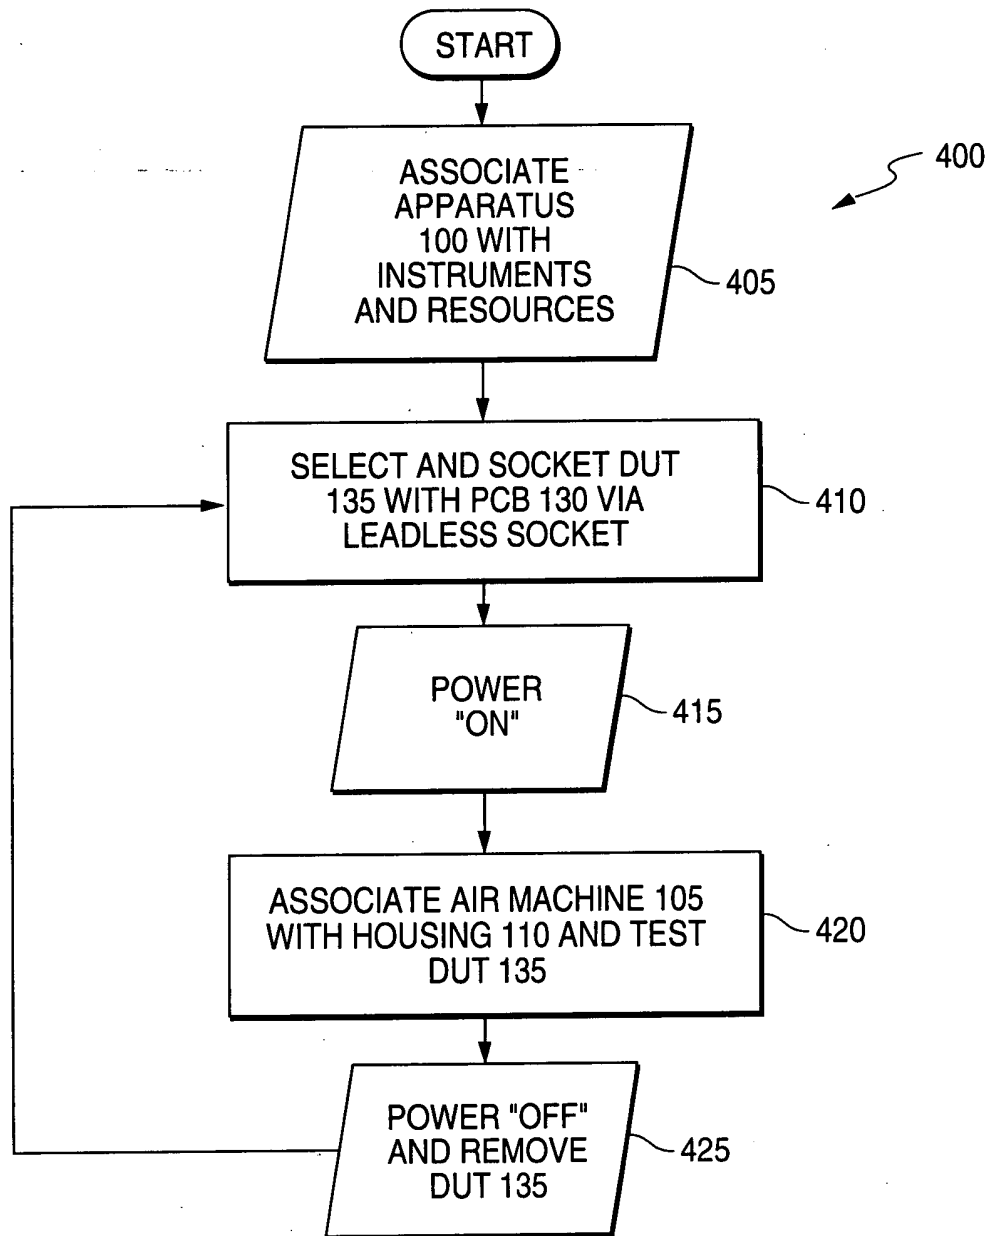 START
400
ASSOCIATE
APPARATUS
100 WITH
INSTRUMENTS
AND RESOURCES
405
SELECT AND SOCKET DUT
135 WITH PCB 130 VIA
LEADLESS SOCKET
410
POWER
"ON"
415
ASSOCIATE AIR MACHINE 105
WITH HOUSING 110 AND TEST
DUT 135
420
POWER "OFF"
AND REMOVE
DUT 135
425